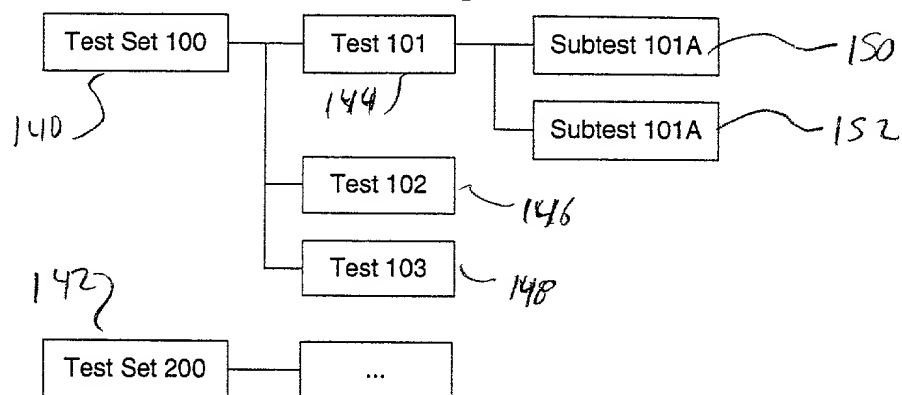 Test Set 100 Test 101 Subtest 101A 150
140 144
Subtest 101A 152
Test 102 146
Test 103 148
142
Test Set 200 ...